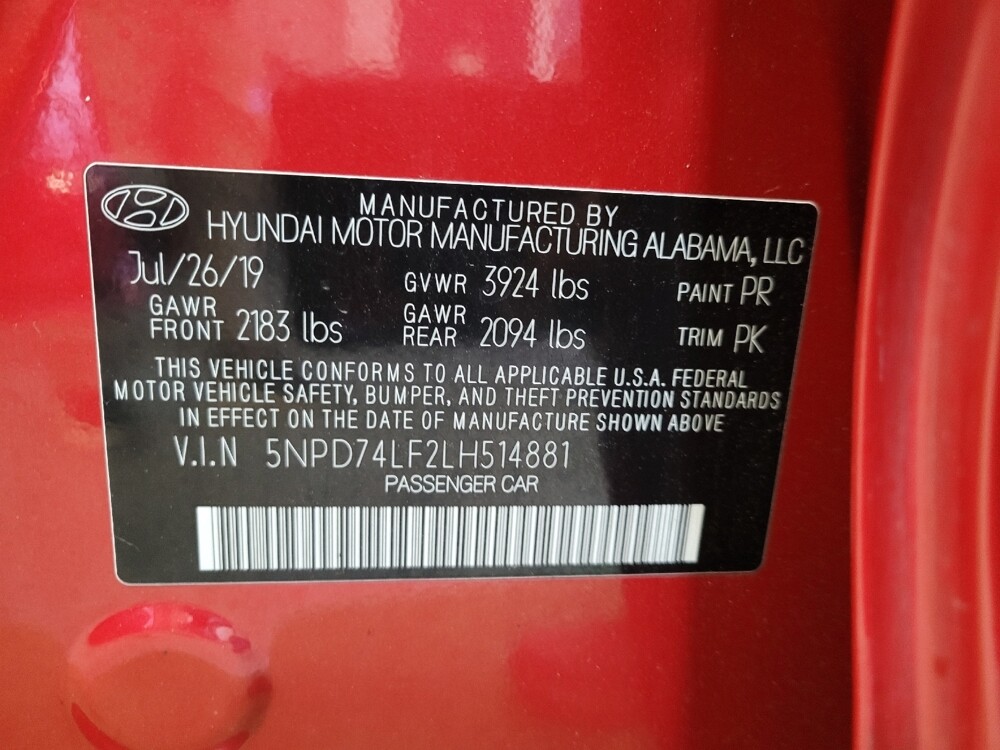 MANUFACTURED BY
HYUNDAI MOTOR MANUFACTURING ALABAMA, LLC
Jul/26/19 GVWR 3924 lbs PAINT PR
GAWR FRONT 2183 lbs GAWR REAR 2094 lbs TRIM PK
THIS VEHICLE CONFORMS TO ALL APPLICABLE U.S.A. FEDERAL
MOTOR VEHICLE SAFETY, BUMPER, AND THEFT PREVENTION STANDARDS
IN EFFECT ON THE DATE OF MANUFACTURE SHOWN ABOVE
V.I.N 5NPD74LF2LH514881
PASSENGER CAR